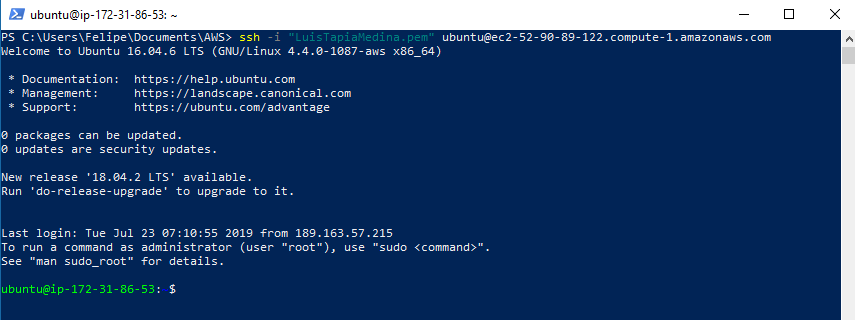 ubuntu@ip-172-31-86-53: ~
PS C:\Users\Felipe\Documents\AWS> ssh -i "LuisTapiaMedina.pem" ubuntu@ec2-52-90-89-122.compute-1.amazonaws.com
Welcome to Ubuntu 16.04.6 LTS (GNU/Linux 4.4.0-1087-aws x86_64)
* Documentation:  https://help.ubuntu.com
* Management:     https://landscape.canonical.com
* Support:        https://ubuntu.com/advantage
0 packages can be updated.
0 updates are security updates.
New release '18.04.2 LTS' available.
Run 'do-release-upgrade' to upgrade to it.
Last login: Tue Jul 23 07:10:55 2019 from 189.163.57.215
To run a command as administrator (user "root"), use "sudo <command>".
See "man sudo_root" for details.
ubuntu@ip-172-31-86-53: $